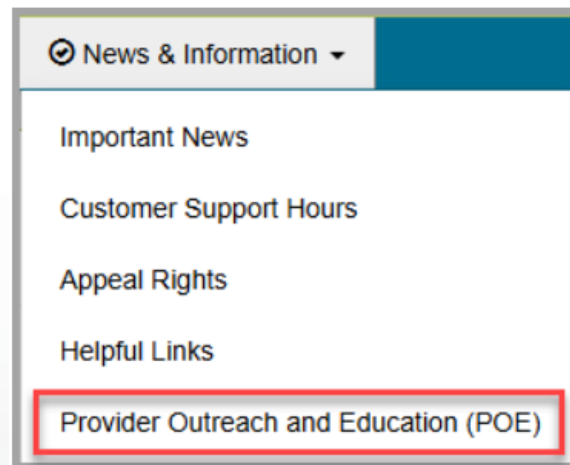 News & Information
Important News
Customer Support Hours
Appeal Rights
Helpful Links
Provider Outreach and Education (POE)